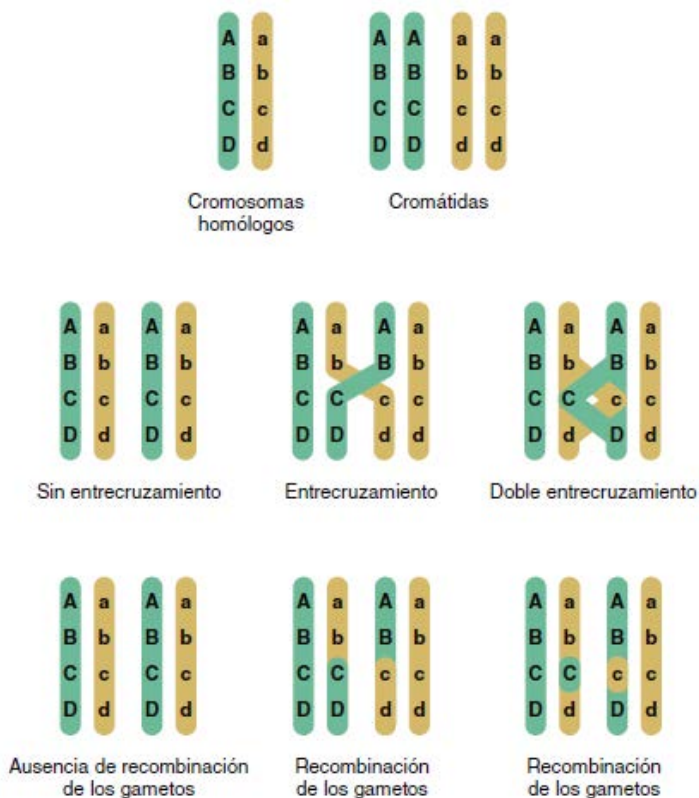 A a A A a a
B b B B b b
C c C C c c
D d D D d d
Cromosomas
homólogos
Cromátidas
A a A a A a A a A a A a
B b B b B b B b B b B b
C c C c C C c c C C c c
D d D d D D d d D d D d
Sin entrecruzamiento
Entrecruzamiento
Doble entrecruzamiento
A a A a A a A a A a A a
B b B b B b B b B b B b
C c C c C C c c C C c c
D d D d D D d d D d D d
Ausencia de recombinación
de los gametos
Recombinación
de los gametos
Recombinación
de los gametos